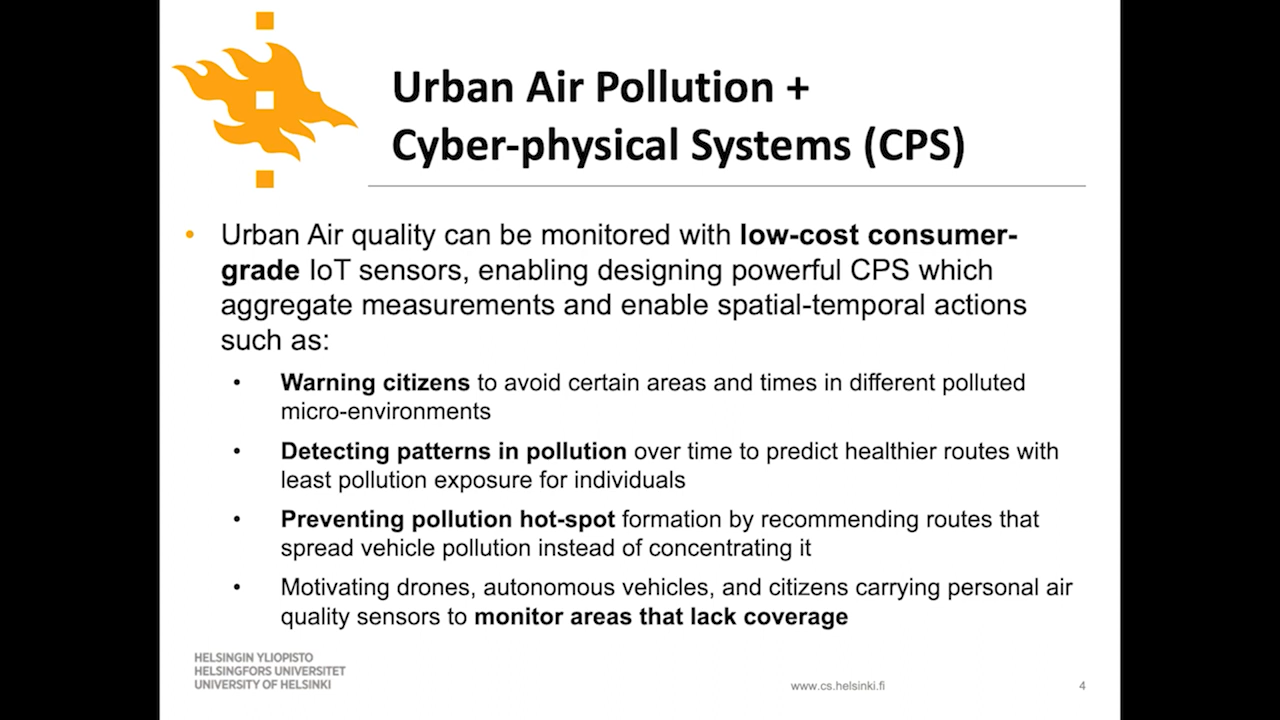 Urban Air Pollution +
Cyber-physical Systems (CPS)
• Urban Air quality can be monitored with low-cost consumer-
grade IoT sensors, enabling designing powerful CPS which
aggregate measurements and enable spatial-temporal actions
such as:
• Warning citizens to avoid certain areas and times in different polluted
micro-environments
• Detecting patterns in pollution over time to predict healthier routes with
least pollution exposure for individuals
• Preventing pollution hot-spot formation by recommending routes that
spread vehicle pollution instead of concentrating it
• Motivating drones, autonomous vehicles, and citizens carrying personal air
quality sensors to monitor areas that lack coverage
HELSINGIN YLIOPISTO
HELSINGFORS UNIVERSITET
UNIVERSITY OF HELSINKI
www.cs.helsinki.fi
4